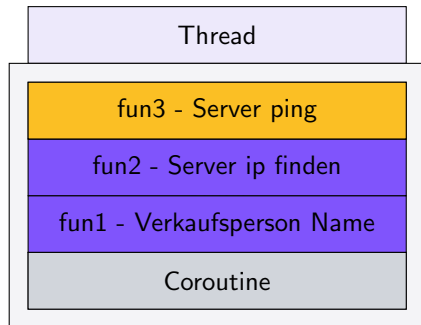 Thread
fun3 - Server ping
fun2 - Server ip finden
fun1 - Verkaufsperson Name
Coroutine